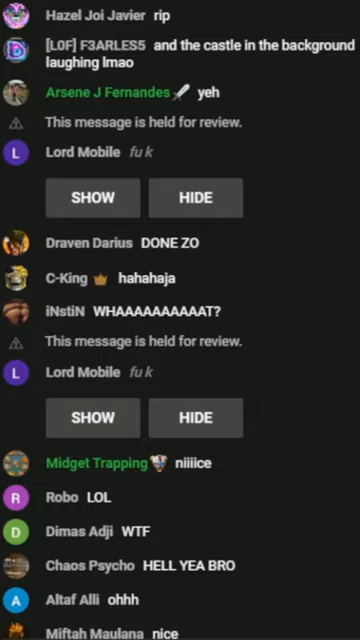 Hazel Joi Javier rip
[L0F] F3ARLES5 and the castle in the background
laughing lmao
Arsene J Fernandes yeh
This message is held for review.
Lord Mobile fu k
SHOW HIDE
Draven Darius DONE ZO
C-King hahahaja
iNstiN WHAAAAAAAAAAT?
This message is held for review.
Lord Mobile fu k
SHOW HIDE
Midget Trapping niiiice
Robo LOL
Dimas Adji WTF
Chaos Psycho HELL YEA BRO
Altaf Alli ohhh
Miftah Maulana nice